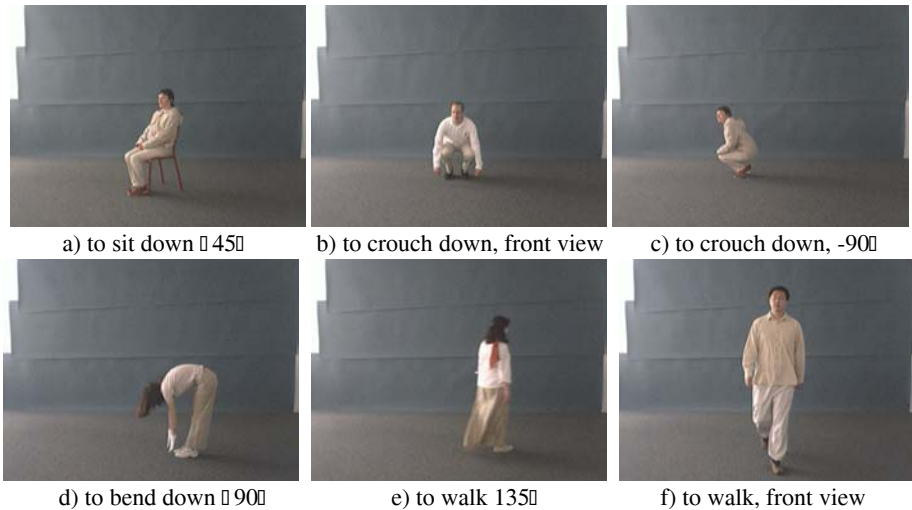 a) to sit down ▯ 45▯
b) to crouch down, front view
c) to crouch down, -90▯
d) to bend down ▯ 90▯
e) to walk 135▯
f) to walk, front view